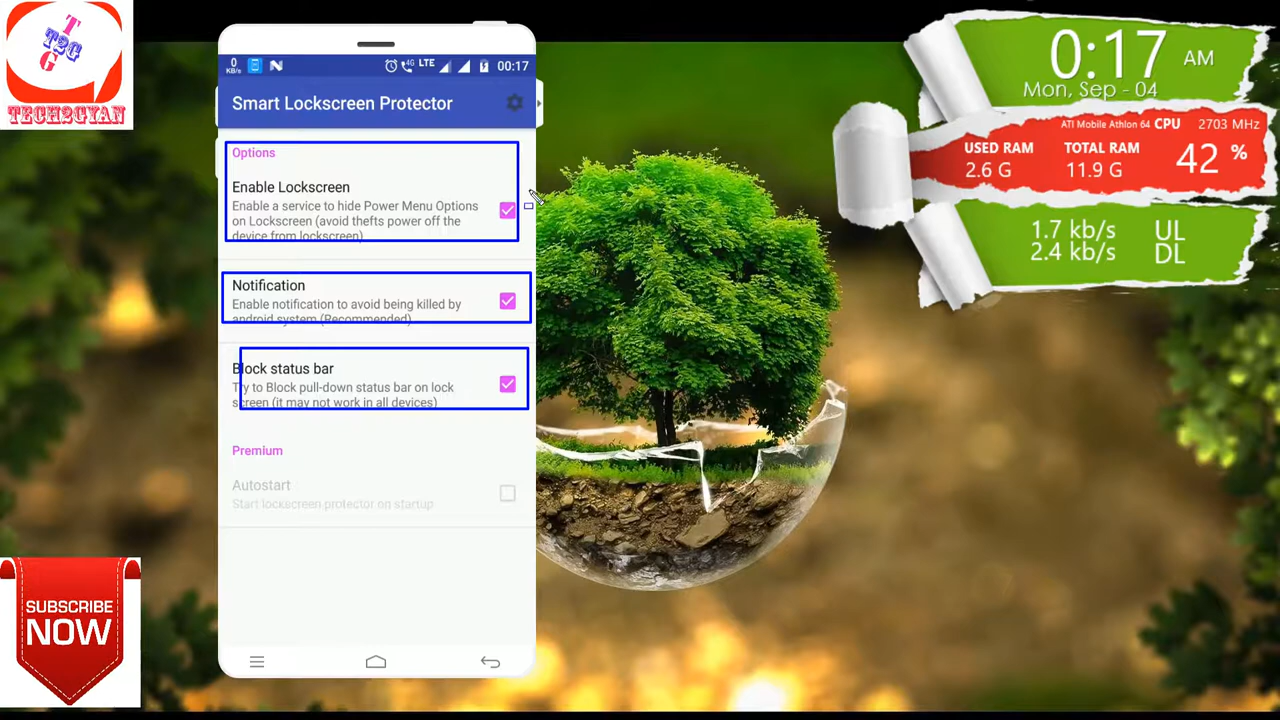 T
T2G
G
TECH2GYAN
0
KB/s
4G
LTE
00:17
Smart Lockscreen Protector
Options
Enable Lockscreen
Enable a service to hide Power Menu Options
on Lockscreen (avoid thefts power off the
device from lockscreen)
Notification
Enable notification to avoid being killed by
android system (Recommended)
Block status bar
Try to Block pull-down status bar on lock
screen (it may not work in all devices)
Premium
Autostart
Start lockscreen protector on startup
0:17 AM
Mon, Sep - 04
ATI Mobile Athlon 64 CPU 2703 MHz
USED RAM TOTAL RAM
2.6 G 11.9 G 42 %
1.7 kb/s UL
2.4 kb/s DL
SUBSCRIBE
NOW